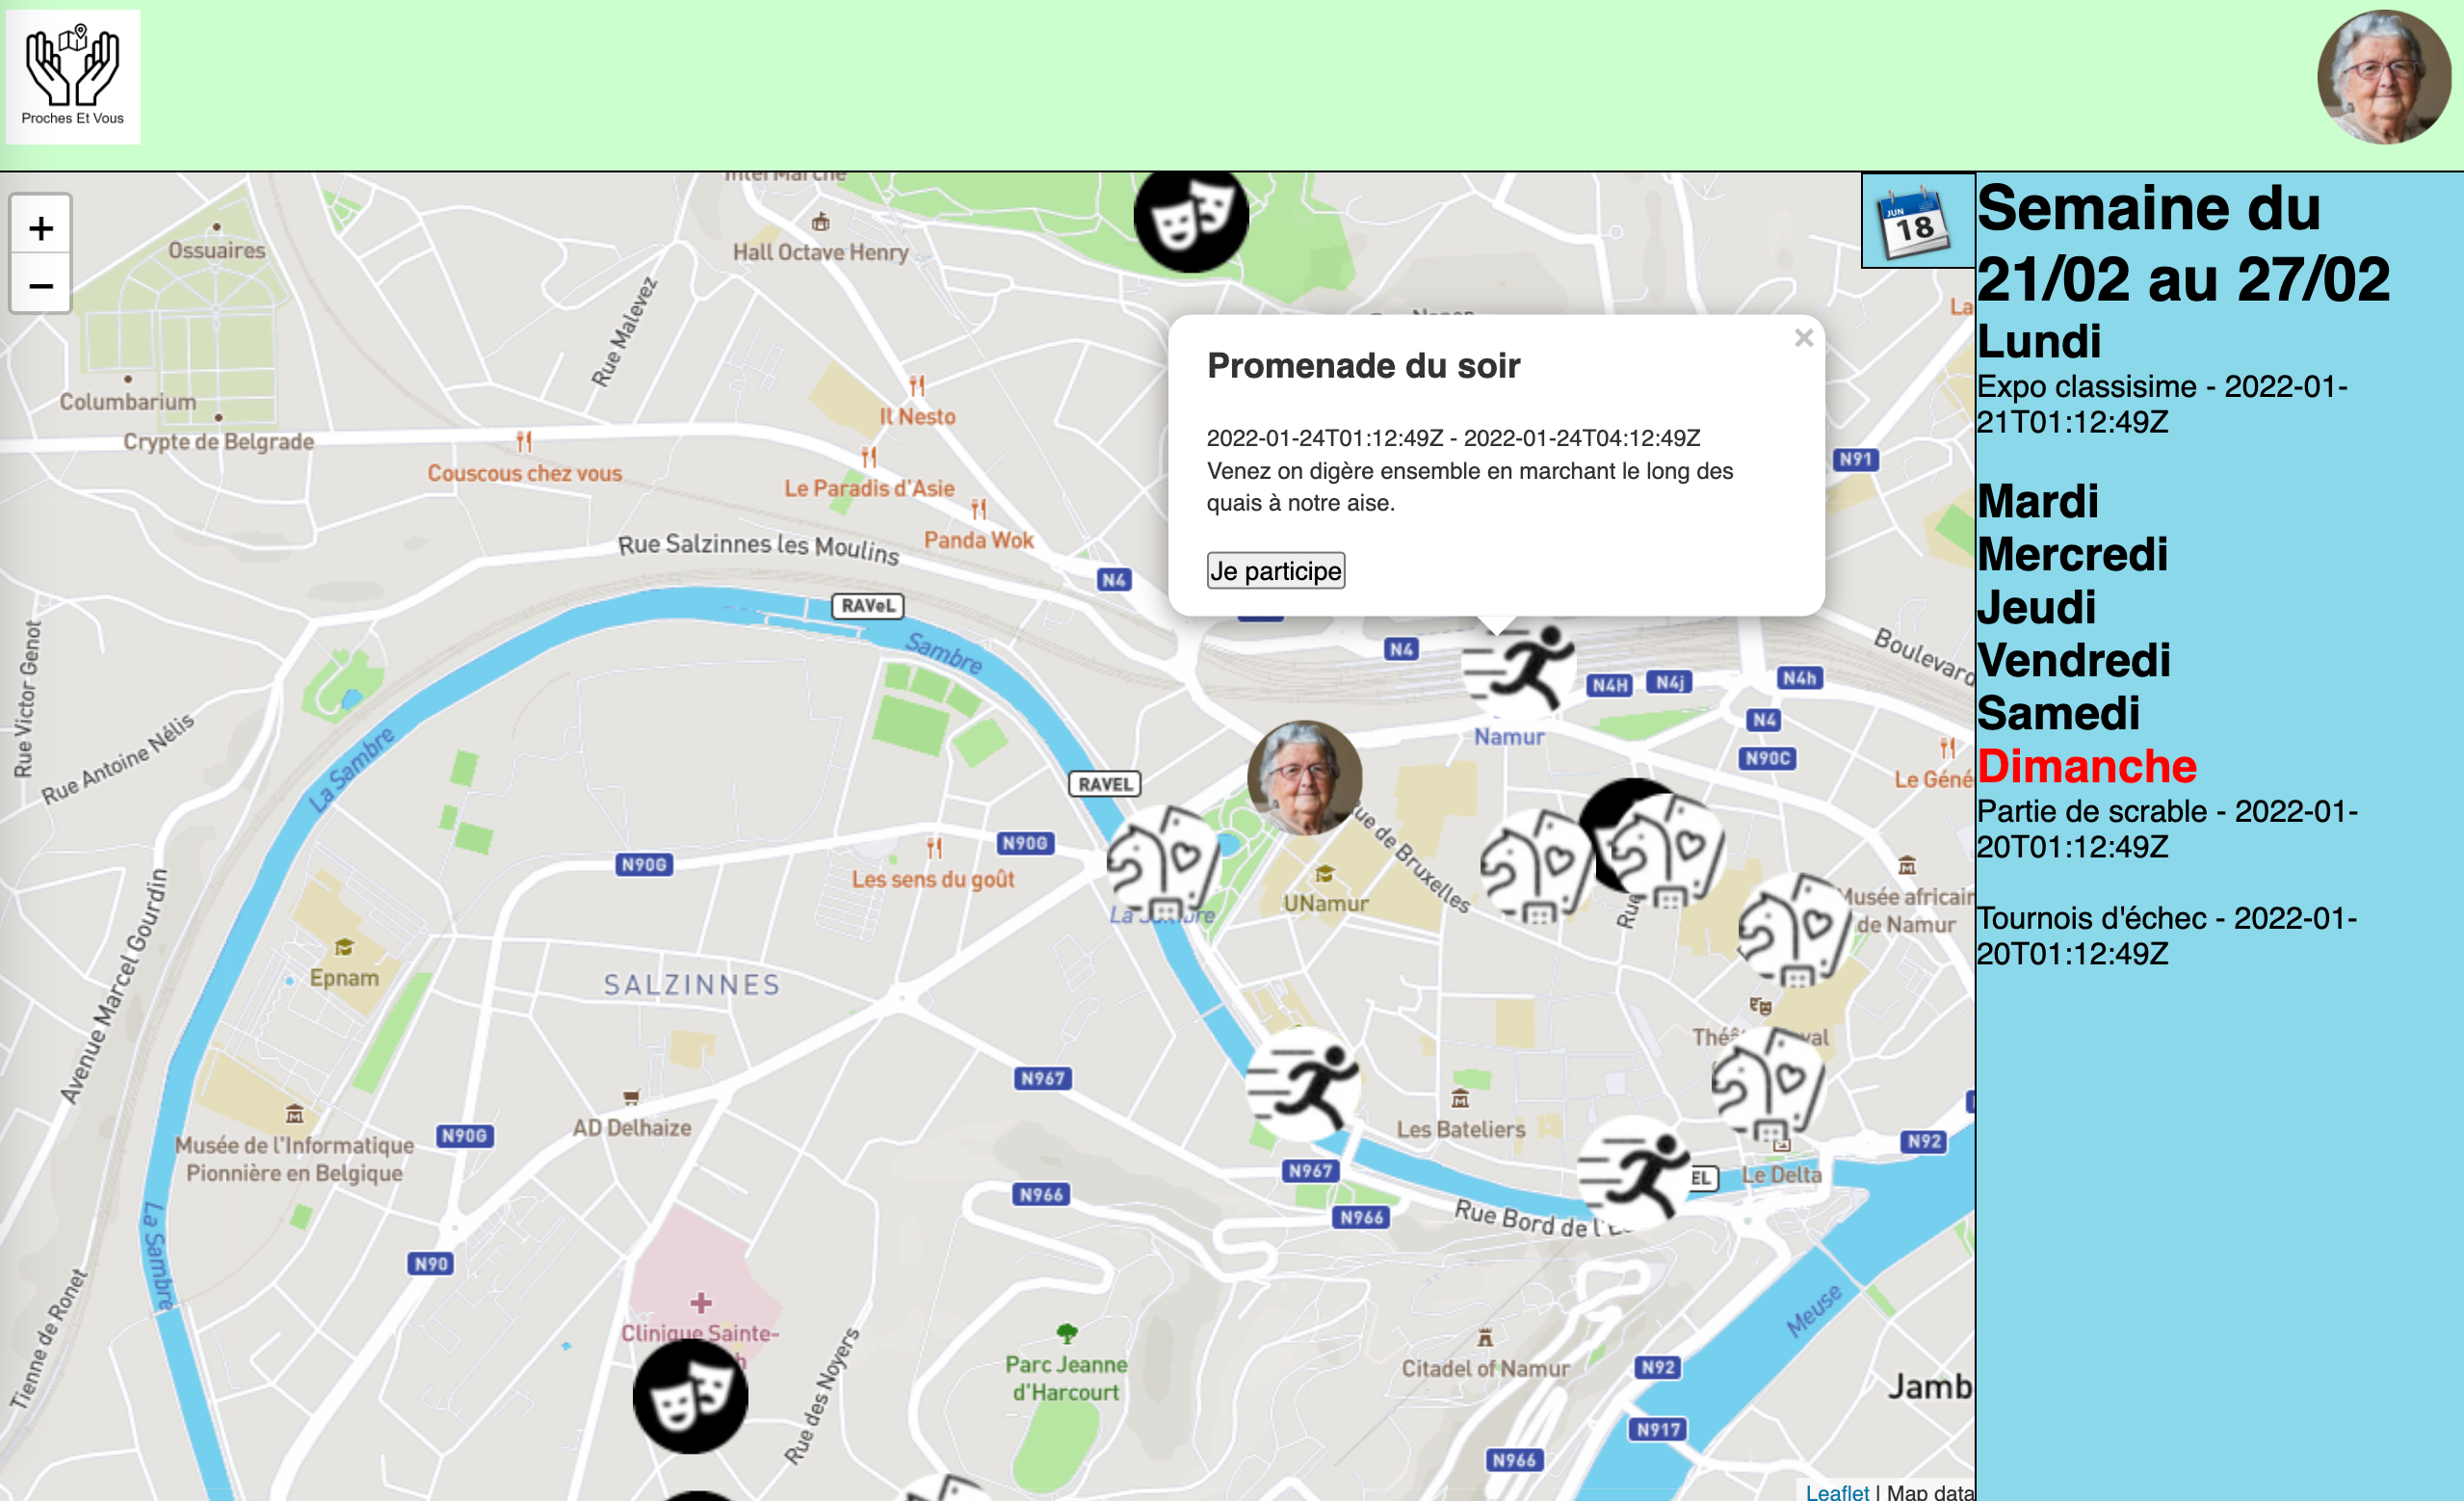 Proches Et Vous
+
−
JUN
18
Semaine du
21/02 au 27/02
Lundi
Expo classisime - 2022-01-
21T01:12:49Z
Mardi
Mercredi
Jeudi
Vendredi
Samedi
Dimanche
Partie de scrable - 2022-01-
20T01:12:49Z
Tournois d'échec - 2022-01-
20T01:12:49Z
×
Promenade du soir
2022-01-24T01:12:49Z - 2022-01-24T04:12:49Z
Venez on digère ensemble en marchant le long des
quais à notre aise.
Je participe
Ossuaires
Hall Octave Henry
Rue Malevez
Columbarium
Crypte de Belgrade
Il Nesto
Couscous chez vous
Le Paradis d'Asie
Panda Wok
N91
Rue Salzinnes les Moulins
N4
RAVeL
Sambre
N4
Boulevard
N4H
N4j
N4h
N4
Namur
N90C
Rue Victor Genot
Rue Antoine Nélis
La Sambre
RAVEL
N90G
N90G
Les sens du goût
Rue de Bruxelles
UNamur
Rue
Musée africain
de Namur
La Sambre
Epnam
SALZINNES
Avenue Marcel Gourdin
N967
AD Delhaize
Musée de l'Informatique
Pionnière en Belgique
N90G
Les Bateliers
N92
N967
EL
Le Delta
N966
N966
Rue Bord de l'E
La Sambre
N90
Tienne de Ronet
Clinique Sainte-
h
Rue des Noyers
Parc Jeanne
d'Harcourt
Citadel of Namur
N92
Meuse
Jamb
N917
N966
Leaflet | Map data